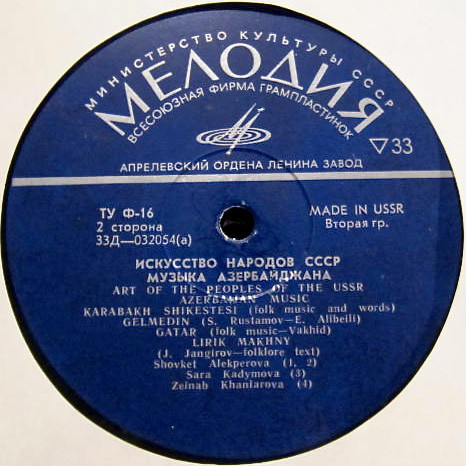 МИНИСТЕРСТВО КУЛЬТУРЫ СССР
МЕЛОДИЯ
ВСЕСОЮЗНАЯ ФИРМА ГРАМПЛАСТИНОК
▽33
АПРЕЛЕВСКИЙ ОРДЕНА ЛЕНИНА ЗАВОД
ТУ Ф-16
MADE IN USSR
2 сторона
Вторая гр.
33Д—032054(а)
ИСКУССТВО НАРОДОВ СССР
МУЗЫКА АЗЕРБАЙДЖАНА
ART OF THE PEOPLES OF THE USSR
AZERBAIJAN MUSIC
KARABAKH SHIKESTESI (folk music and words)
GELMEDIN (S. Rustamov—E. Alibeili)
GATAR (folk music—Vakhid)
LIRIK MAKHNY
(J. Jangirov—folklore text)
Shovket Alekperova (1, 2)
Sara Kadymova (3)
Zeinab Khanlarova (4)